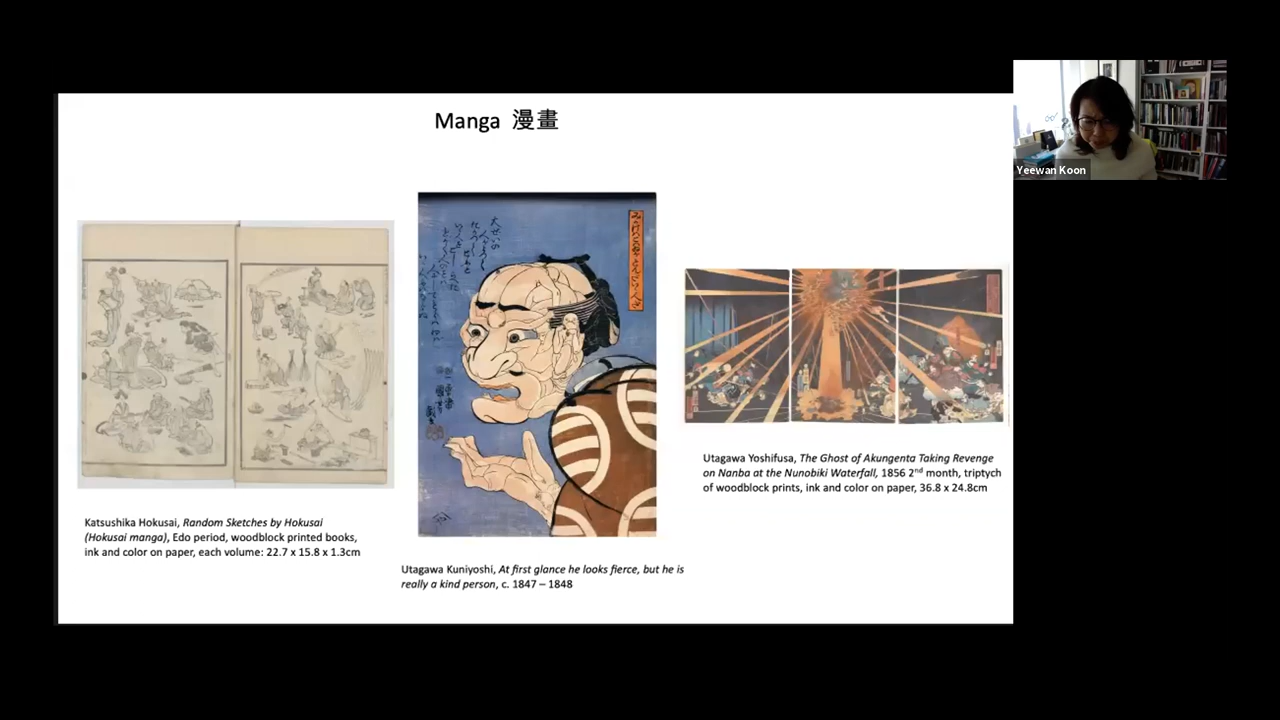 Manga 漫畫
Yeewan Koon
Katsushika Hokusai, Random Sketches by Hokusai
(Hokusai manga), Edo period, woodblock printed books,
ink and color on paper, each volume: 22.7 x 15.8 x 1.3cm
Utagawa Kuniyoshi, At first glance he looks fierce, but he is
really a kind person, c. 1847 – 1848
Utagawa Yoshifusa, The Ghost of Akungenta Taking Revenge
on Nanba at the Nunobiki Waterfall, 1856 2nd month, triptych
of woodblock prints, ink and color on paper, 36.8 x 24.8cm